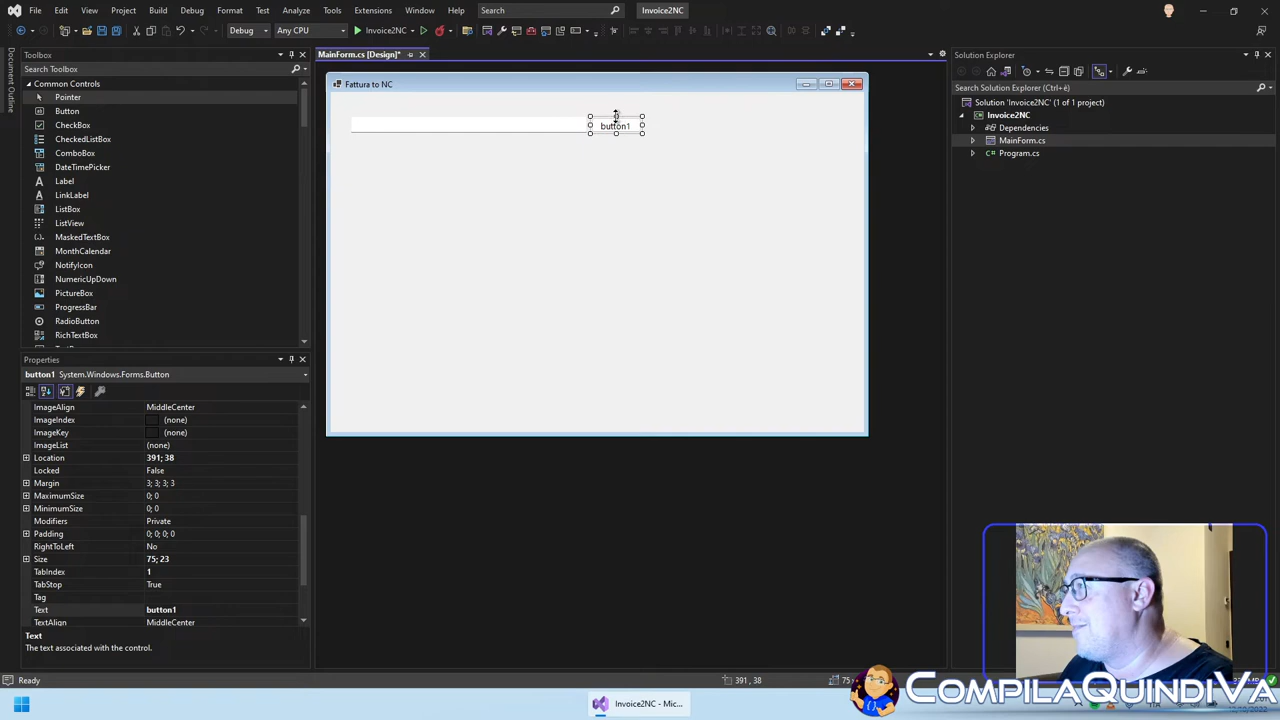 File Edit View Git Project Build Debug Format Test Analyze Tools Extensions Window Help Search Invoice2NC
Debug Any CPU Invoice2NC
Document Outline
Toolbox
Search Toolbox
Common Controls
Pointer
Button
CheckBox
CheckedListBox
ComboBox
DateTimePicker
Label
LinkLabel
ListBox
ListView
MaskedTextBox
MonthCalendar
NotifyIcon
NumericUpDown
PictureBox
ProgressBar
RadioButton
RichTextBox
MainForm.cs [Design]*
Fattura to NC
button1
Solution Explorer
Search Solution Explorer (Ctrl+è)
Solution 'Invoice2NC' (1 of 1 project)
Invoice2NC
Dependencies
MainForm.cs
Program.cs
Properties
button1 System.Windows.Forms.Button
ImageAlign MiddleCenter
ImageIndex (none)
ImageKey (none)
ImageList (none)
Location 391; 38
Locked False
Margin 3; 3; 3; 3
MaximumSize 0; 0
MinimumSize 0; 0
Modifiers Private
Padding 0; 0; 0; 0
RightToLeft No
Size 75; 23
TabIndex 1
TabStop True
Tag
Text button1
TextAlign MiddleCenter
Text
The text associated with the control.
Ready 391 , 38
CompilaQuindiVa
Invoice2NC - Mic...